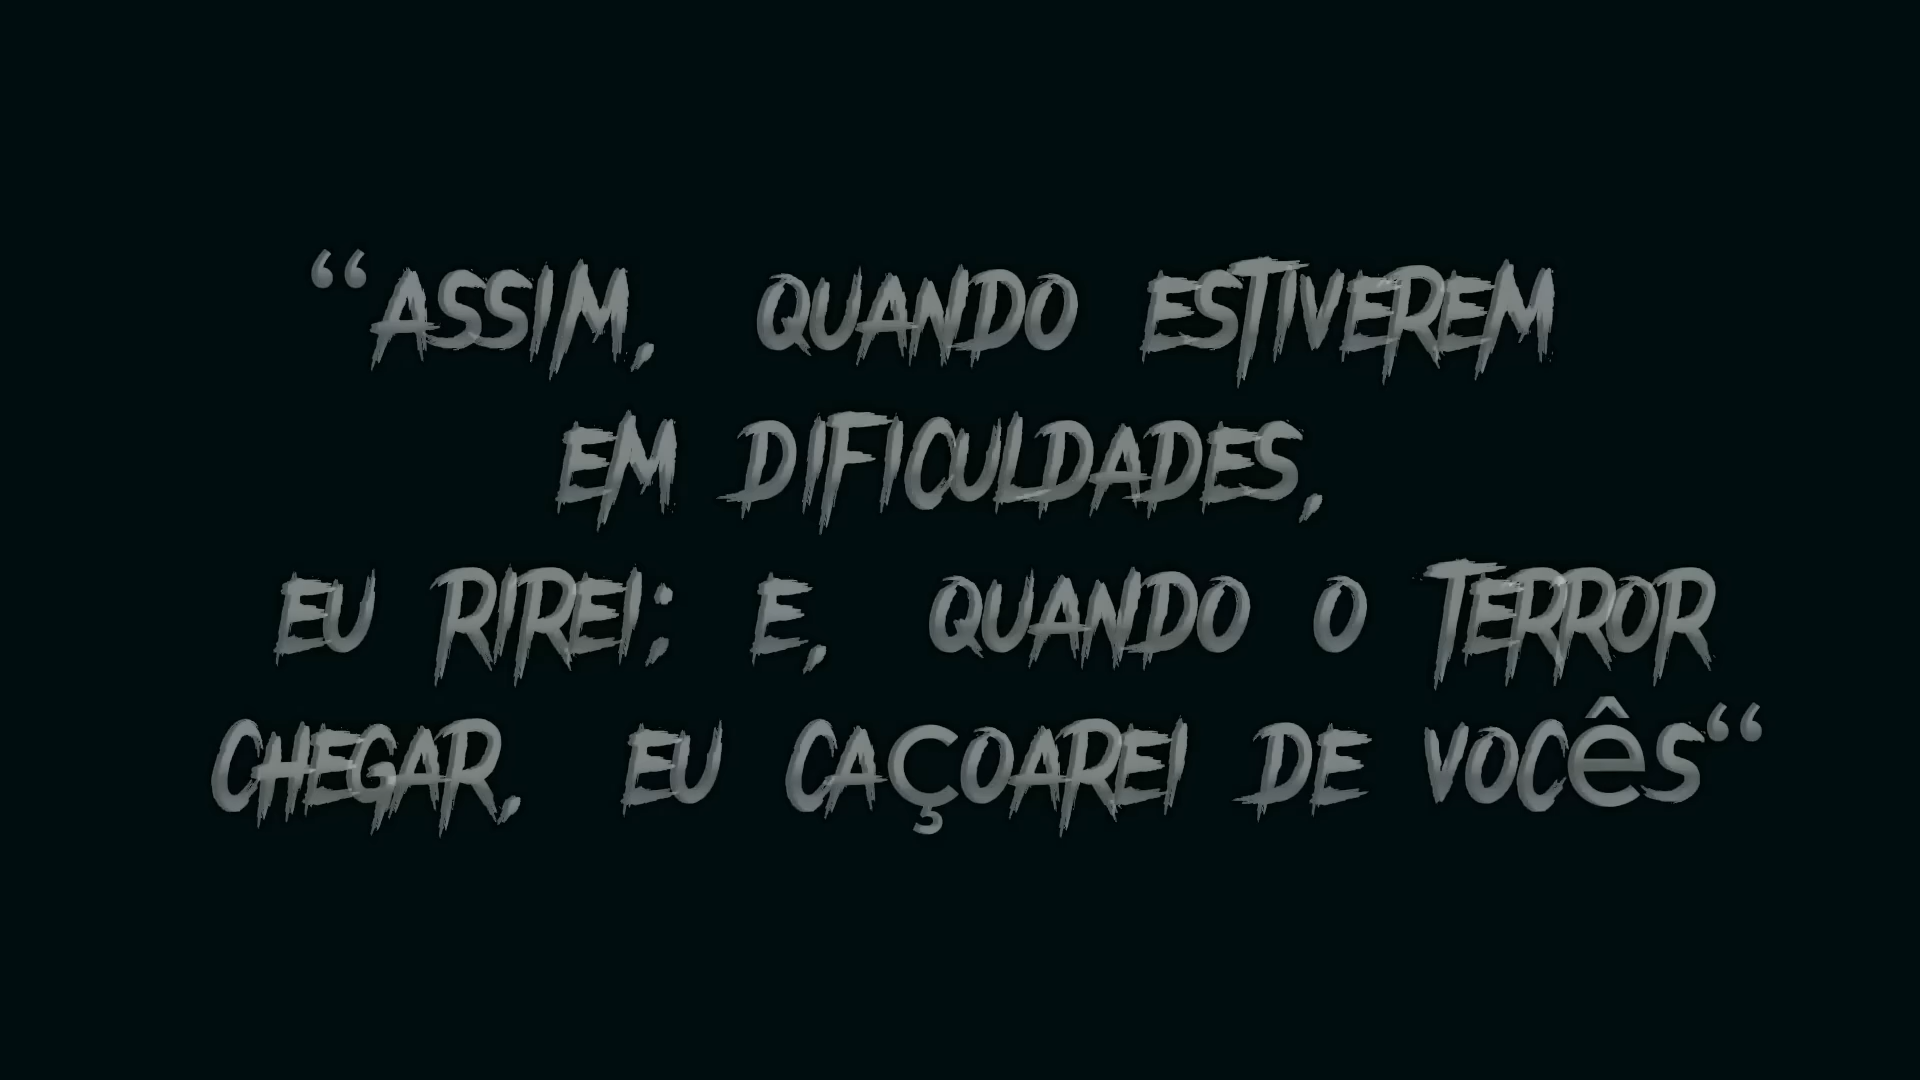 “ASSIM, QUANDO ESTIVEREM
EM DIFICULDADES,
EU RIREI; E, QUANDO O TERROR
CHEGAR, EU CAÇOAREI DE VOCêS“